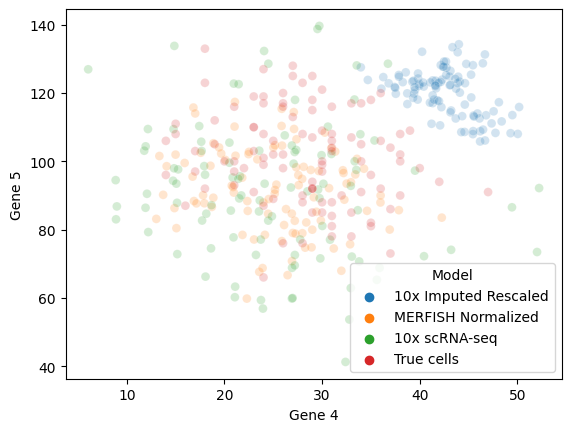 140
120
100
80
60
40
Gene 5
10
20
30
40
50
Gene 4
Model
10x Imputed Rescaled
MERFISH Normalized
10x scRNA-seq
True cells